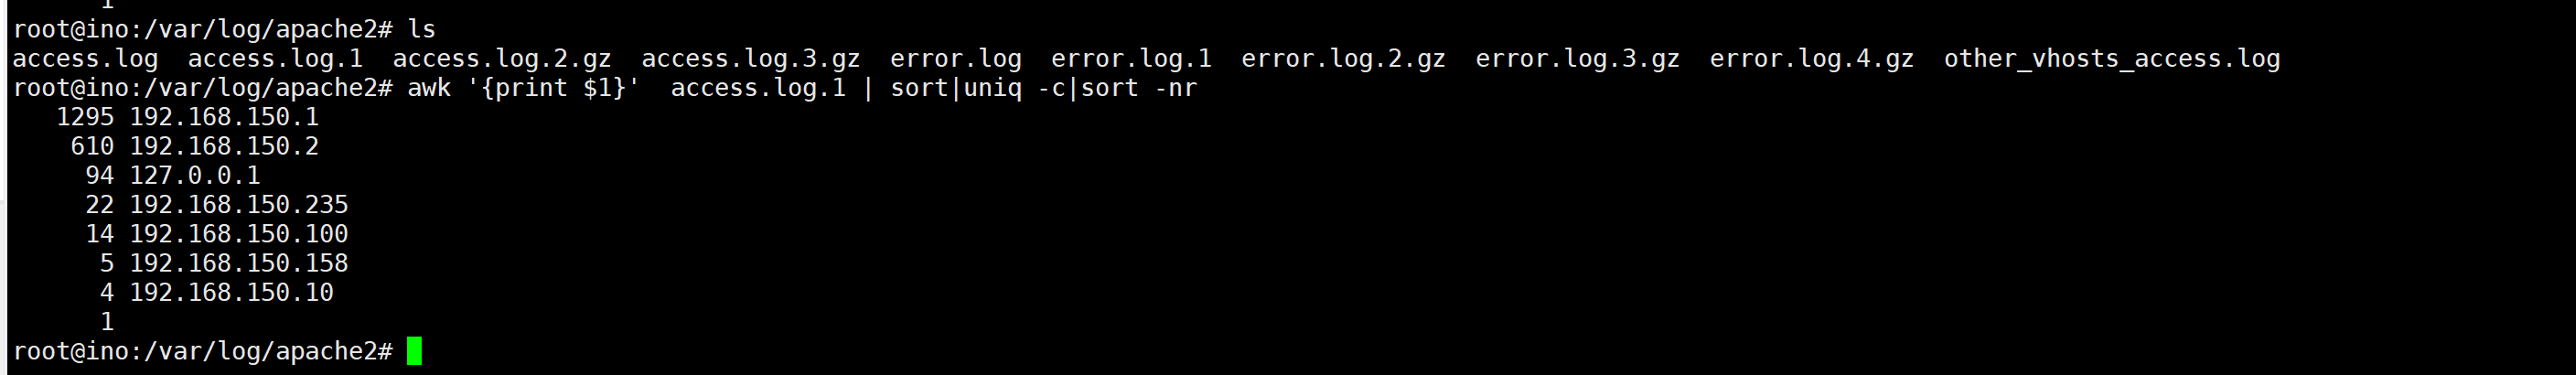 1
root@ino:/var/log/apache2# ls
access.log  access.log.1  access.log.2.gz  access.log.3.gz  error.log  error.log.1  error.log.2.gz  error.log.3.gz  error.log.4.gz  other_vhosts_access.log
root@ino:/var/log/apache2# awk '{print $1}'  access.log.1 | sort|uniq -c|sort -nr
   1295 192.168.150.1
    610 192.168.150.2
     94 127.0.0.1
     22 192.168.150.235
     14 192.168.150.100
      5 192.168.150.158
      4 192.168.150.10
      1
root@ino:/var/log/apache2#